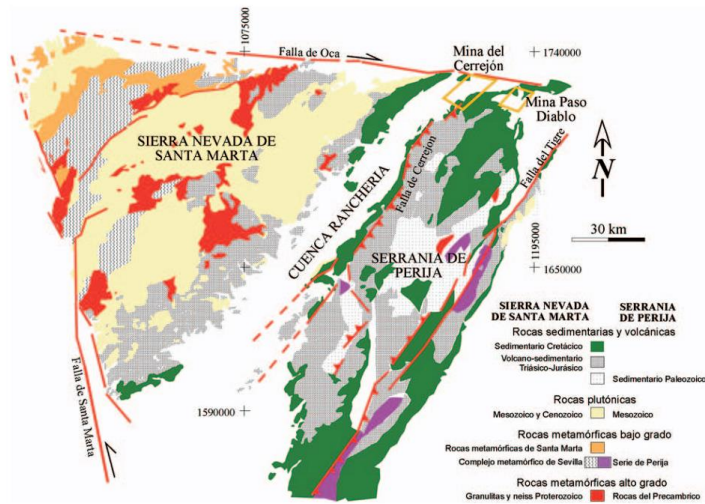 1075000
1740000
Falla de Oca
Mina del
Cerrejón
Mina Paso
Diablo
SIERRA NEVADA DE
SANTA MARTA
Falla de Cerrejon
Falla del Tigre
N
30 km
CUENCA RANCHERIA
SERRANIA DE
PERIJA
1195000
1650000
1590000
Falla de Santa Marta
SIERRA NEVADA
DE SANTA MARTA
SERRANIA
DE PERIJA
Rocas sedimentarias y volcánicas
Sedimentario Cretácico
Volcano-sedimentario
Triásico-Jurásico
Sedimentario Paleozoico
Rocas plutónicas
Mesozoico y Cenozoico
Mesozoico
Rocas metamórficas bajo grado
Rocas metamórficas de Santa Marta
Complejo metamórfico de Sevilla
Serie de Perija
Rocas metamórficas alto grado
Granulitas y neiss Proterozoico
Rocas del Precambrico